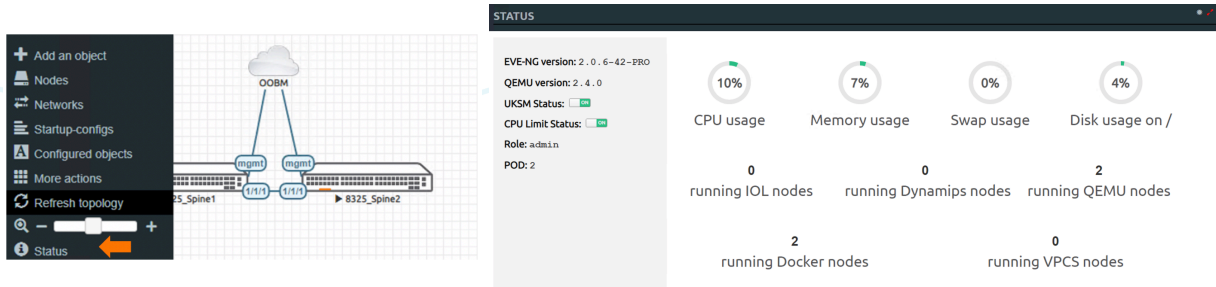 Add an object
Nodes
Networks
Startup-configs
Configured objects
More actions
Refresh topology
Status
OOBM
mgmt
mgmt
1/1/1
1/1/1
25_Spine1
8325_Spine2
STATUS
EVE-NG version: 2.0.6-42-PRO
QEMU version: 2.4.0
UKSM Status: ON
CPU Limit Status: ON
Role: admin
POD: 2
10%
CPU usage
7%
Memory usage
0%
Swap usage
4%
Disk usage on /
0
running IOL nodes
0
running Dynamips nodes
2
running QEMU nodes
2
running Docker nodes
0
running VPCS nodes